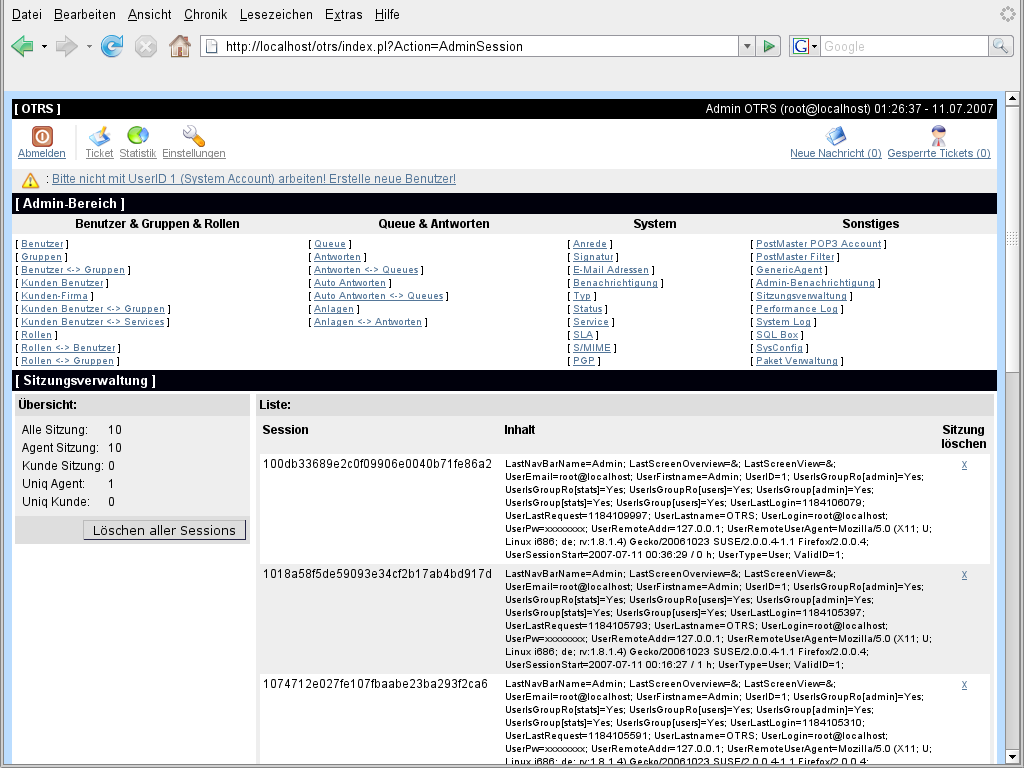 Datei Bearbeiten Ansicht Chronik Lesezeichen Extras Hilfe
http://localhost/otrs/index.pl?Action=AdminSession
G Google
[ OTRS ] Admin OTRS (root@localhost) 01:26:37 - 11.07.2007
Abmelden Ticket Statistik Einstellungen Neue Nachricht (0) Gesperrte Tickets (0)
: Bitte nicht mit UserID 1 (System Account) arbeiten! Erstelle neue Benutzer!
[ Admin-Bereich ]
Benutzer & Gruppen & Rollen Queue & Antworten System Sonstiges
[ Benutzer ] [ Queue ] [ Anrede ] [ PostMaster POP3 Account ]
[ Gruppen ] [ Antworten ] [ Signatur ] [ PostMaster Filter ]
[ Benutzer <-> Gruppen ] [ Antworten <-> Queues ] [ E-Mail Adressen ] [ GenericAgent ]
[ Kunden Benutzer ] [ Auto Antworten ] [ Benachrichtigung ] [ Admin-Benachrichtigung ]
[ Kunden-Firma ] [ Auto Antworten <-> Queues ] [ Typ ] [ Sitzungsverwaltung ]
[ Kunden Benutzer <-> Gruppen ] [ Anlagen ] [ Status ] [ Performance Log ]
[ Kunden Benutzer <-> Services ] [ Anlagen <-> Antworten ] [ Service ] [ System Log ]
[ Rollen ] [ SLA ] [ SQL Box ]
[ Rollen <-> Benutzer ] [ S/MIME ] [ SysConfig ]
[ Rollen <-> Gruppen ] [ PGP ] [ Paket Verwaltung ]
[ Sitzungsverwaltung ]
Übersicht:
Alle Sitzung: 10
Agent Sitzung: 10
Kunde Sitzung: 0
Uniq Agent: 1
Uniq Kunde: 0
Löschen aller Sessions
Liste:
Session Inhalt Sitzung
löschen
100db33689e2c0f09906e0040b71fe86a2 LastNavBarName=Admin; LastScreenOverview=&; LastScreenView=&; x
UserEmail=root@localhost; UserFirstname=Admin; UserID=1; UserIsGroupRo[admin]=Yes;
UserIsGroupRo[stats]=Yes; UserIsGroupRo[users]=Yes; UserIsGroup[admin]=Yes;
UserIsGroup[stats]=Yes; UserIsGroup[users]=Yes; UserLastLogin=1184106079;
UserLastRequest=1184109997; UserLastname=OTRS; UserLogin=root@localhost;
UserPw=xxxxxxxx; UserRemoteAddr=127.0.0.1; UserRemoteUserAgent=Mozilla/5.0 (X11; U;
Linux i686; de; rv:1.8.1.4) Gecko/20061023 SUSE/2.0.0.4-1.1 Firefox/2.0.0.4;
UserSessionStart=2007-07-11 00:36:29 / 0 h; UserType=User; ValidID=1;
1018a58f5de59093e34cf2b17ab4bd917d LastNavBarName=Admin; LastScreenOverview=&; LastScreenView=&; x
UserEmail=root@localhost; UserFirstname=Admin; UserID=1; UserIsGroupRo[admin]=Yes;
UserIsGroupRo[stats]=Yes; UserIsGroupRo[users]=Yes; UserIsGroup[admin]=Yes;
UserIsGroup[stats]=Yes; UserIsGroup[users]=Yes; UserLastLogin=1184105397;
UserLastRequest=1184105793; UserLastname=OTRS; UserLogin=root@localhost;
UserPw=xxxxxxxx; UserRemoteAddr=127.0.0.1; UserRemoteUserAgent=Mozilla/5.0 (X11; U;
Linux i686; de; rv:1.8.1.4) Gecko/20061023 SUSE/2.0.0.4-1.1 Firefox/2.0.0.4;
UserSessionStart=2007-07-11 00:16:27 / 1 h; UserType=User; ValidID=1;
1074712e027fe107fbaabe23ba293f2ca6 LastNavBarName=Admin; LastScreenOverview=&; LastScreenView=&; x
UserEmail=root@localhost; UserFirstname=Admin; UserID=1; UserIsGroupRo[admin]=Yes;
UserIsGroupRo[stats]=Yes; UserIsGroupRo[users]=Yes; UserIsGroup[admin]=Yes;
UserIsGroup[stats]=Yes; UserIsGroup[users]=Yes; UserLastLogin=1184105310;
UserLastRequest=1184105591; UserLastname=OTRS; UserLogin=root@localhost;
UserPw=xxxxxxxx; UserRemoteAddr=127.0.0.1; UserRemoteUserAgent=Mozilla/5.0 (X11; U;
Linux i686; de; rv:1.8.1.4) Gecko/20061023 SUSE/2.0.0.4-1.1 Firefox/2.0.0.4;